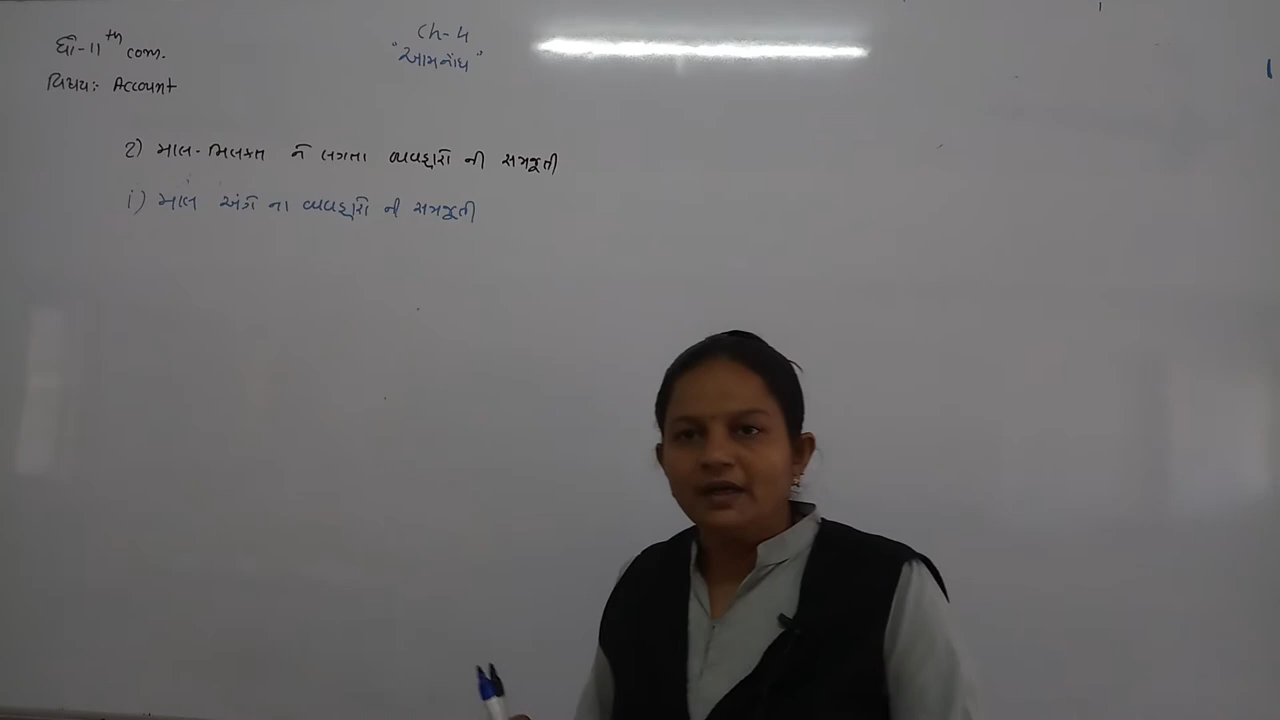 ધો-11th com.
વિષય:- Account
Ch-4
"આમનોંધ"
2) માલ-મિલકત ને લગતા વ્યવહારો ની સમજૂતી
i) માલ અંગે ના વ્યવહારો ની સમજૂતી